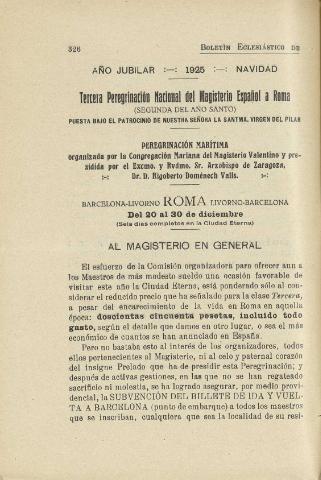 326
BOLETÍN ECLESIÁSTICO DE
AÑO JUBILAR :—: 1925 :—: NAVIDAD
Tercera Peregrinación Nacional del Magisterio Español a Roma
(SEGUNDA DEL AÑO SANTO)
PUESTA BAJO EL PATROCINIO DE NUESTRA SEÑORA LA SANTMA. VIRGEN DEL PILAR
PEREGRINACIÓN MARÍTIMA
organizada por la Congregación Mariana del Magisterio Valentino y pre-
sidida por el Excmo. y Rvdmo. Sr. Arzobispo de Zaragoza,
Dr. D. Rigoberto Doménech Valls.
BARCELONA-LIVORNO ROMA LIVORNO-BARCELONA
Del 20 al 30 de diciembre
(Seis días completos en la Ciudad Eterna)
AL MAGISTERIO EN GENERAL
El esfuerzo de la Comisión organizadora para ofrecer aun a
los Maestros de más modesto sueldo una ocasión favorable de
visitar este año la Ciudad Eterna, está ponderado sólo al con-
siderar el reducido precio que ha señalado para la clase Tercera,
a pesar del encarecimiento de la vida en Roma en aquella
época: doscientas cincuenta pesetas, incluido todo
gasto, según el detalle que damos en otro lugar, o sea el más
económico de cuantos se han anunciado en España.
Pero no bastaba esto al interés de los organizadores, todos
ellos pertenecientes al Magisterio, ni al celo y paternal corazón
del insigne Prelado que ha de presidir esta Peregrinación; y
después de activas gestiones, en las que no se han regateado
sacrificio ni molestia, se ha logrado asegurar, por medio provi-
dencial, la SUBVENCIÓN DEL BILLETE DE IDA Y VUEL-
TA A BARCELONA (punto de embarque) a todos los maestros
que se inscriban, cualquiera que sea la localidad de su resi-